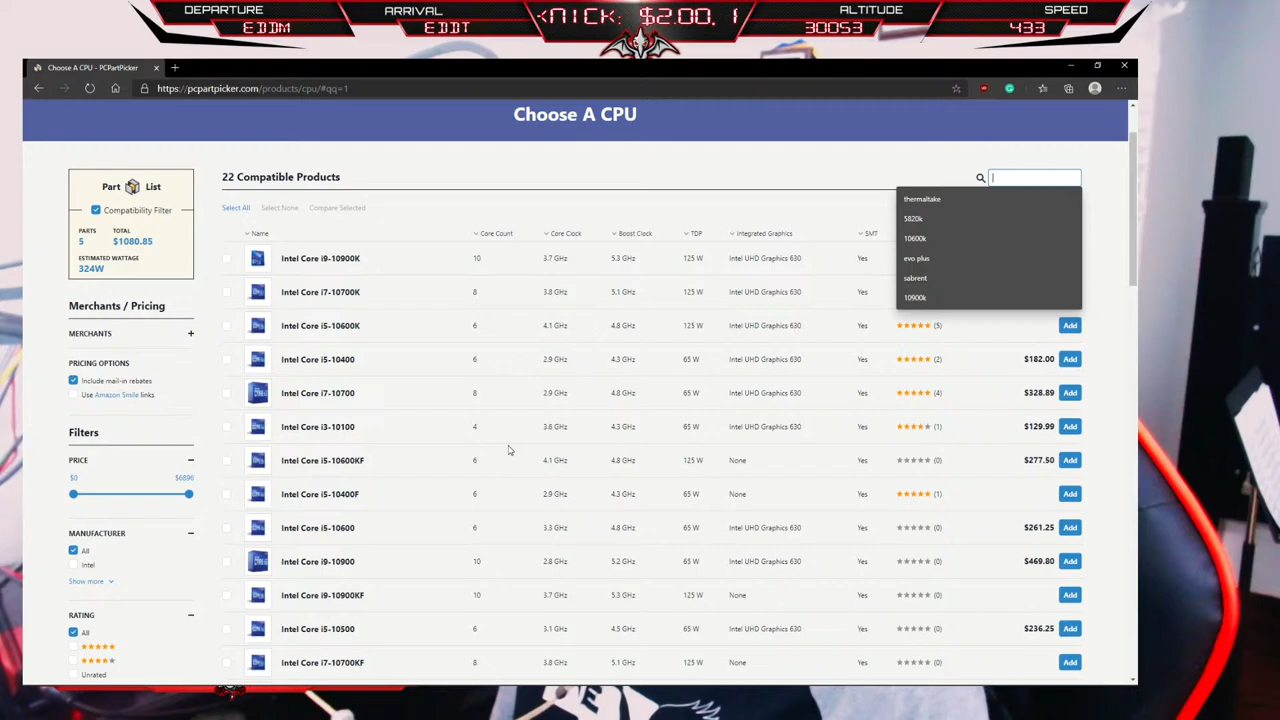 DEPARTURE
EDDM
ARRIVAL
EDDT
<NICK: $2.00. 1
ALTITUDE
30053
SPEED
433
Choose A CPU - PCPartPicker
https://pcpartpicker.com/products/cpu/#qq=1
Choose A CPU
Part List
Compatibility Filter
PARTS TOTAL
5 $1080.85
ESTIMATED WATTAGE
324W
Merchants / Pricing
MERCHANTS +
PRICING OPTIONS
Include mail-in rebates
Use Amazon Smile links
Filters
PRICE
$0 $6896
MANUFACTURER
All
Intel
Show more
RATING
All
Unrated
22 Compatible Products
Select All Select None Compare Selected
thermaltake
5820k
10600k
evo plus
sabrent
10900k
Name Core Count Core Clock Boost Clock TDP Integrated Graphics SMT
Intel Core i9-10900K 10 3.7 GHz 5.3 GHz 125 W Intel UHD Graphics 630 Yes
Intel Core i7-10700K 8 3.8 GHz 5.1 GHz 125 W Intel UHD Graphics 630 Yes
Intel Core i5-10600K 6 4.1 GHz 4.8 GHz 125 W Intel UHD Graphics 630 Yes (5) Add
Intel Core i5-10400 6 2.9 GHz 4.3 GHz 65 W Intel UHD Graphics 630 Yes (2) $182.00 Add
Intel Core i7-10700 8 2.9 GHz 4.8 GHz 65 W Intel UHD Graphics 630 Yes (4) $328.89 Add
Intel Core i3-10100 4 3.6 GHz 4.3 GHz 65 W Intel UHD Graphics 630 Yes (1) $129.99 Add
Intel Core i5-10600KF 6 4.1 GHz 4.8 GHz 65 W None Yes (0) $277.50 Add
Intel Core i5-10400F 6 2.9 GHz 4.3 GHz 65 W None Yes (1) Add
Intel Core i5-10600 6 3.3 GHz 4.8 GHz 65 W Intel UHD Graphics 630 Yes (0) $261.25 Add
Intel Core i9-10900 10 2.8 GHz 5.2 GHz 65 W Intel UHD Graphics 630 Yes (0) $469.80 Add
Intel Core i9-10900KF 10 3.7 GHz 5.3 GHz 125 W None Yes (0) Add
Intel Core i5-10500 6 3.1 GHz 4.5 GHz 65 W Intel UHD Graphics 630 Yes (0) $236.25 Add
Intel Core i7-10700KF 8 3.8 GHz 5.1 GHz 125 W None Yes (0) Add